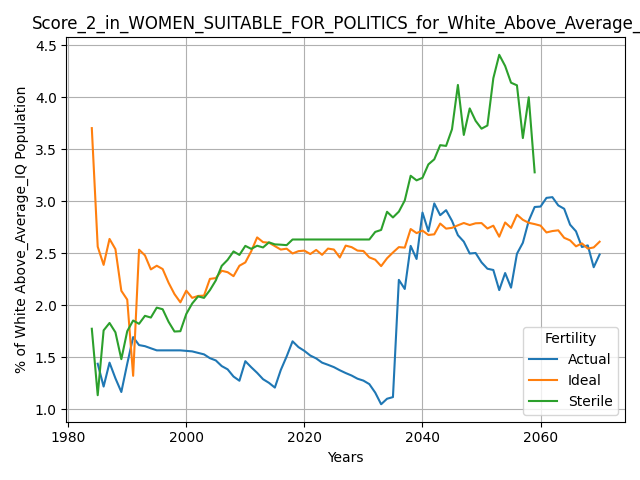 Score_2_in_WOMEN_SUITABLE_FOR_POLITICS_for_White_Above_Average_
% of White Above_Average_IQ Population
4.5
4.0
3.5
3.0
2.5
2.0
1.5
1.0
1980
2000
2020
2040
2060
Years
Fertility
Actual
Ideal
Sterile